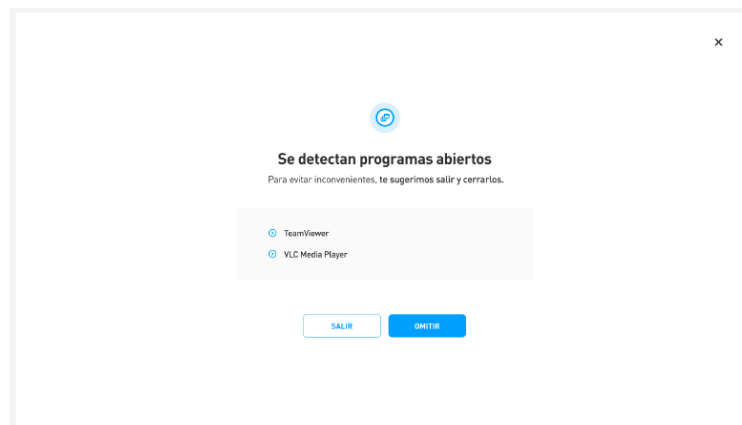 Se detectan programas abiertos
Para evitar inconvenientes, te sugerimos salir y cerrarlos.
TeamViewer
VLC Media Player
SALIR OMITIR